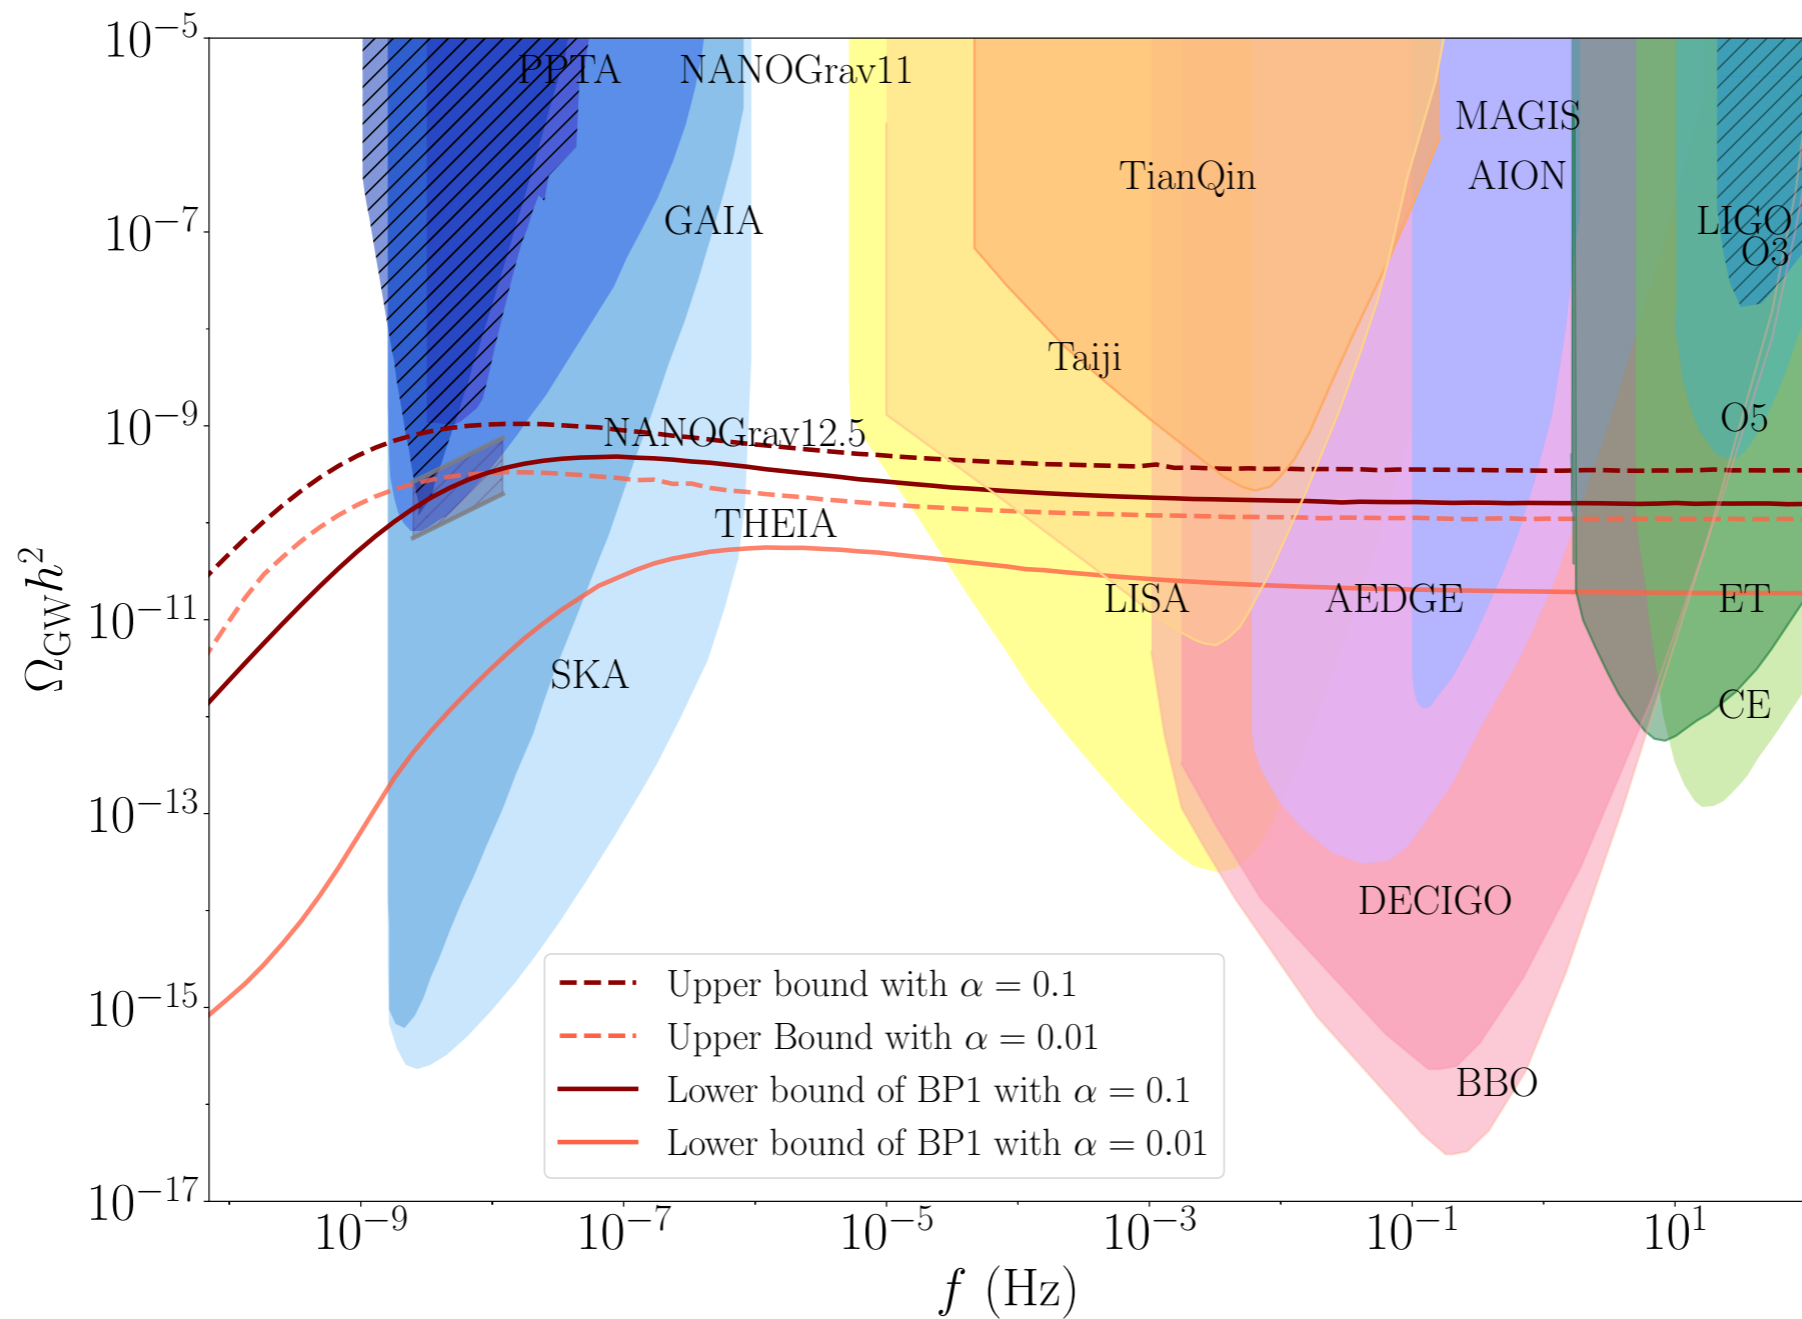 10⁻⁵
10⁻⁷
10⁻⁹
10⁻¹¹
10⁻¹³
10⁻¹⁵
10⁻¹⁷
Ω_GW h²
PPTA
NANOGrav11
MAGIS
TianQin
AION
GAIA
LIGO
O3
Taiji
NANOGrav12.5
O5
THEIA
LISA
AEDGE
ET
SKA
CE
DECIGO
BBO
Upper bound with α = 0.1
Upper Bound with α = 0.01
Lower bound of BP1 with α = 0.1
Lower bound of BP1 with α = 0.01
10⁻⁹ 10⁻⁷ 10⁻⁵ 10⁻³ 10⁻¹ 10¹
f (Hz)